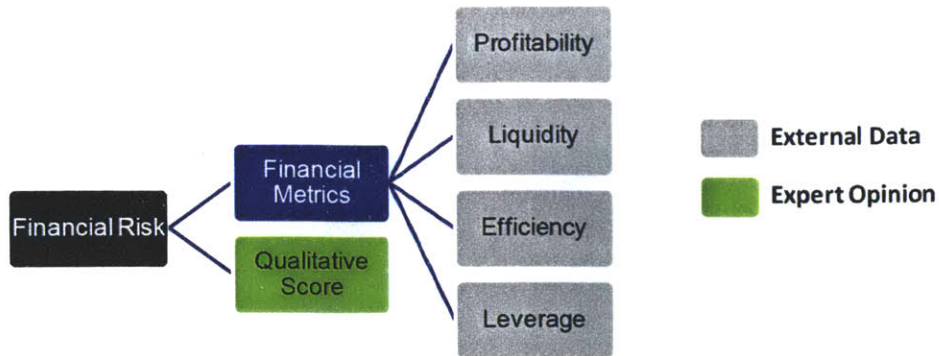 Financial Risk
Financial
Metrics
Qualitative
Score
Profitability
Liquidity
Efficiency
Leverage
External Data
Expert Opinion